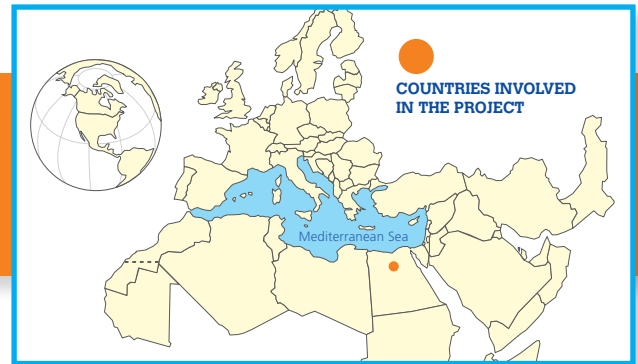 COUNTRIES INVOLVED
IN THE PROJECT
Mediterranean Sea